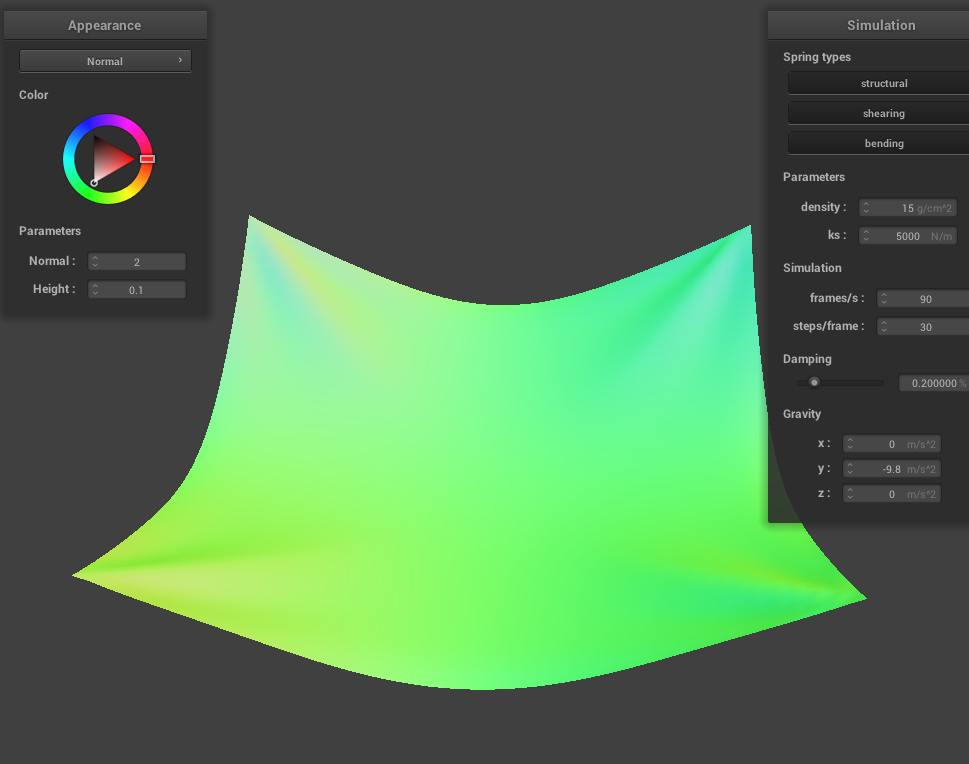 Appearance
Normal
Color
Parameters
Normal : 2
Height : 0.1
Simulation
Spring types
structural
shearing
bending
Parameters
density : 15 g/cm^2
ks : 5000 N/m
Simulation
frames/s : 90
steps/frame : 30
Damping
0.200000 %
Gravity
x : 0 m/s^2
y : -9.8 m/s^2
z : 0 m/s^2